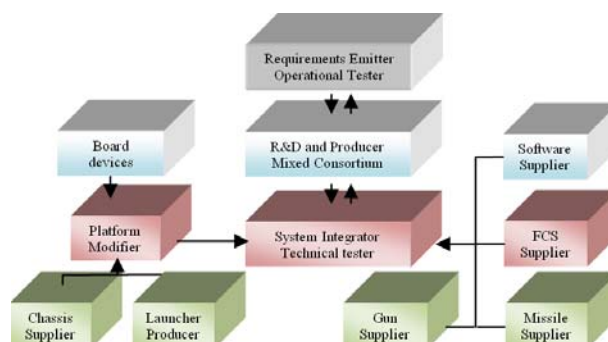 Requirements Emitter
Operational Tester
Board
devices
R&D and Producer
Mixed Consortium
Software
Supplier
Platform
Modifier
System Integrator
Technical tester
FCS
Supplier
Chassis
Supplier
Launcher
Producer
Gun
Supplier
Missile
Supplier